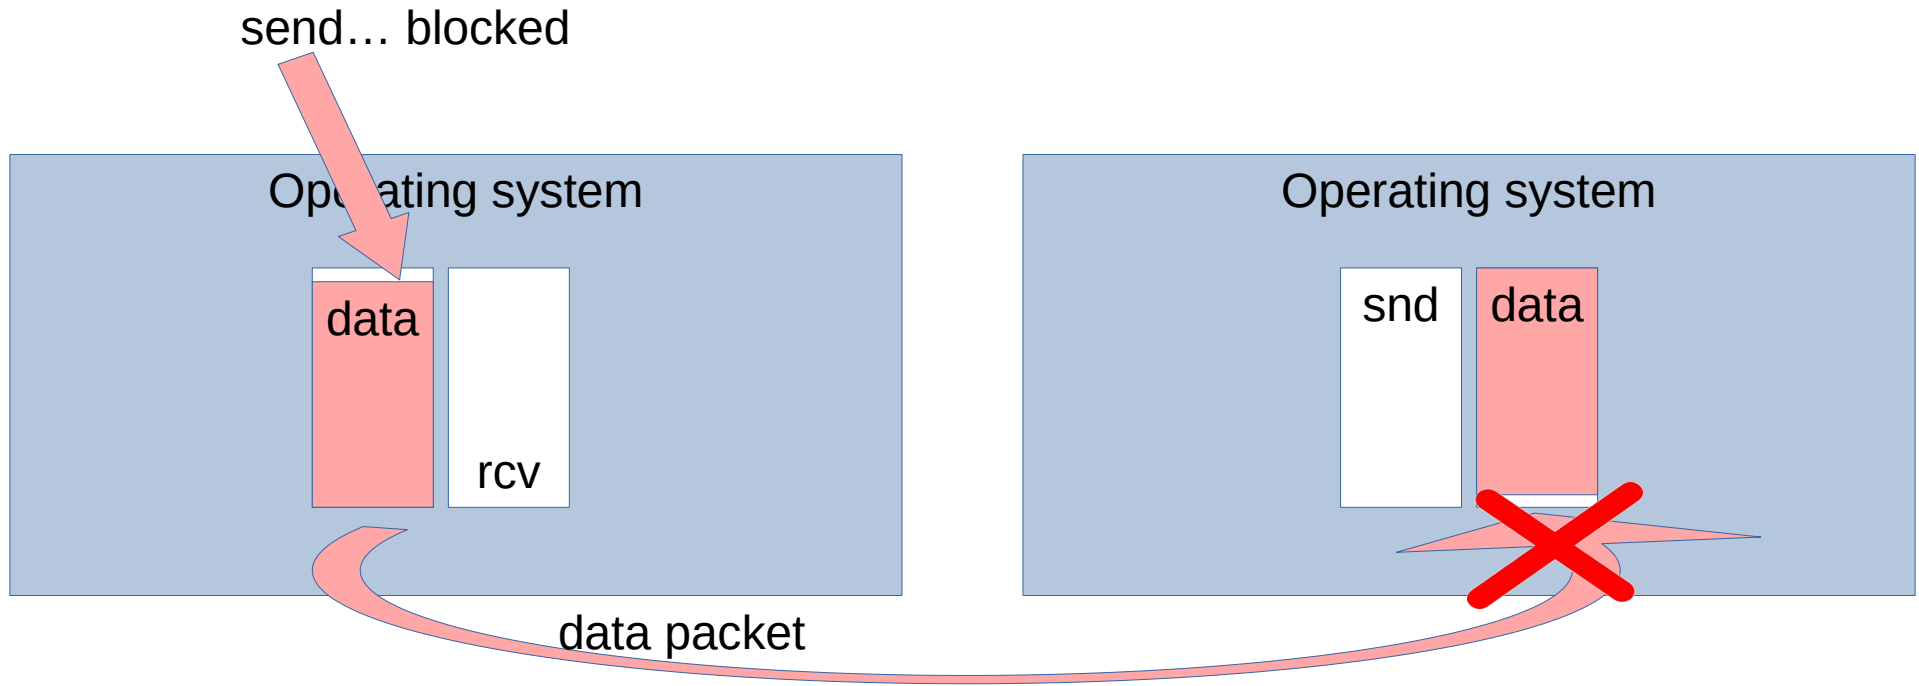 send… blocked
Operating system
Operating system
data
rcv
snd
data
data packet